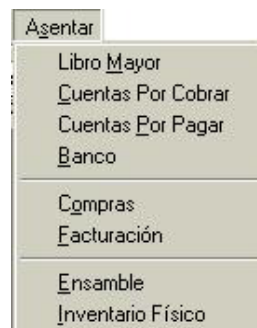 Asentar
Libro Mayor
Cuentas Por Cobrar
Cuentas Por Pagar
Banco
Compras
Facturación
Ensamble
Inventario Físico